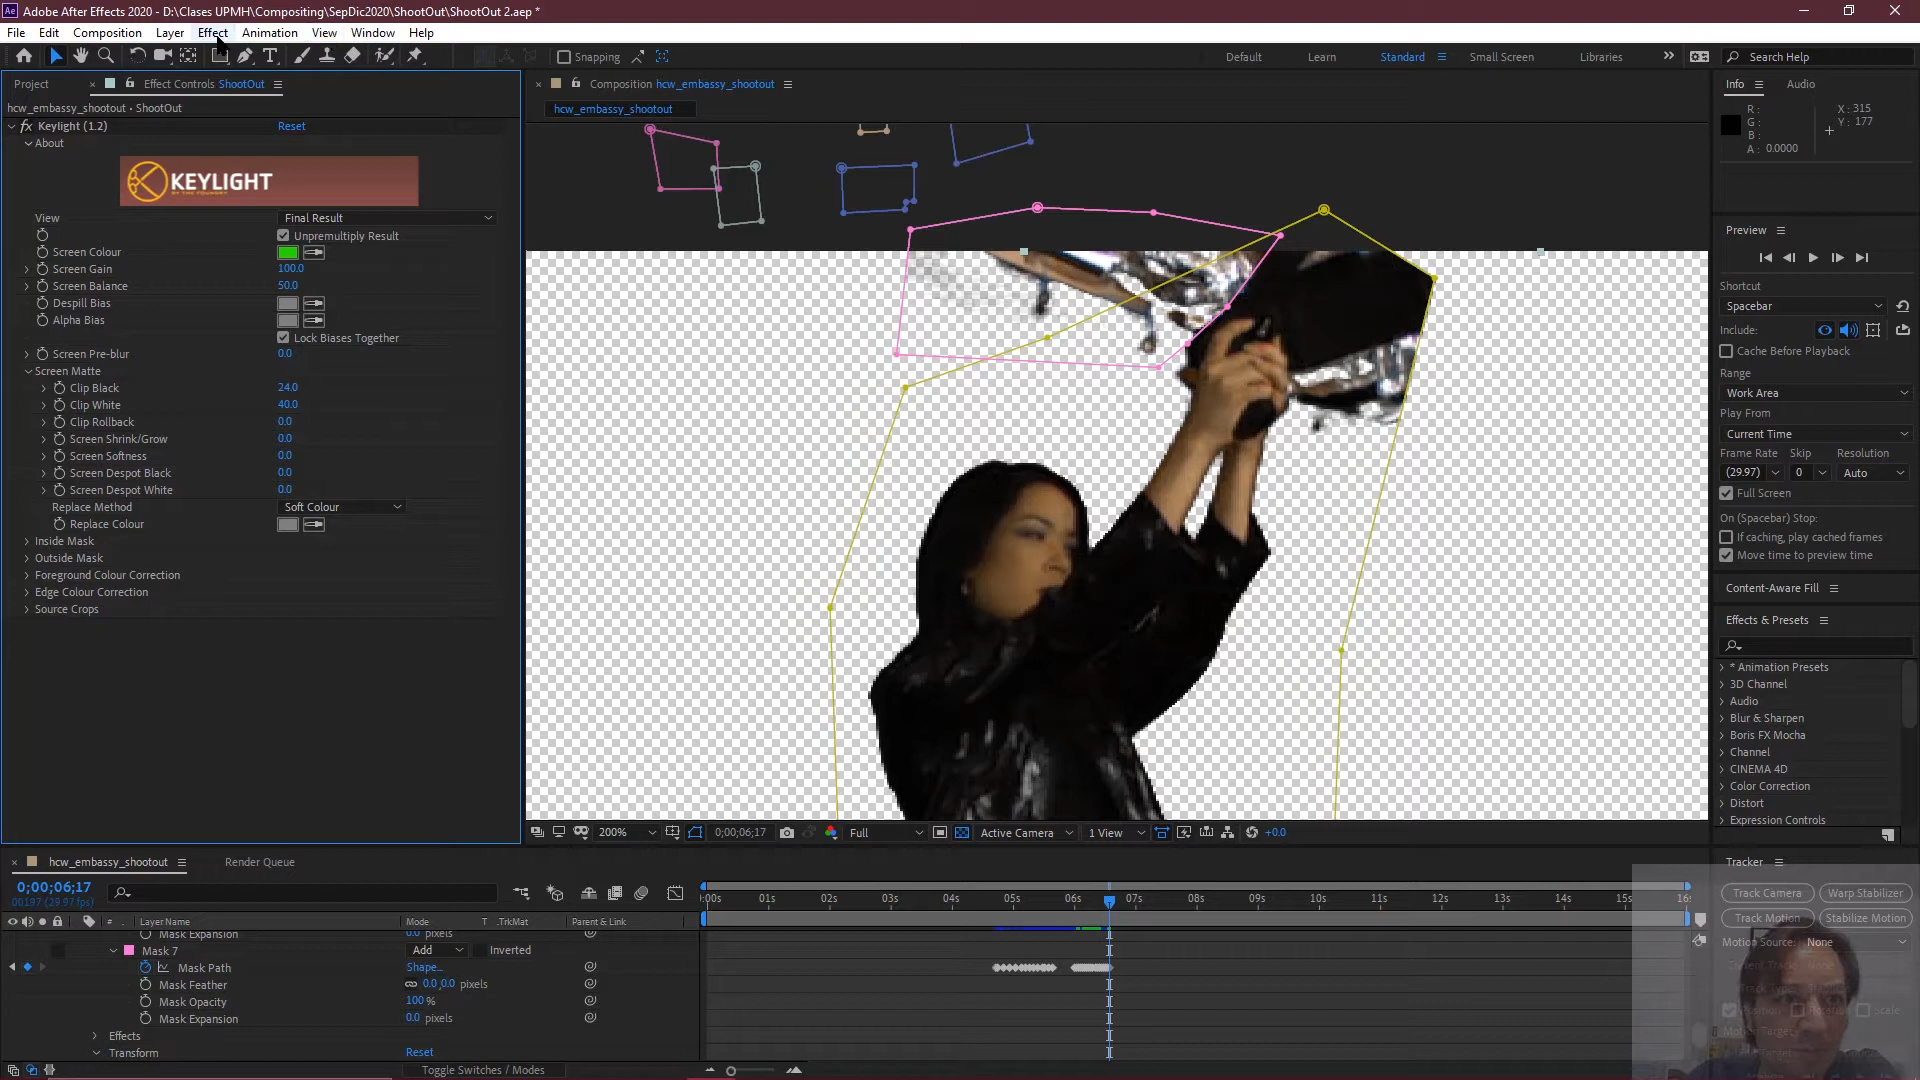 Adobe After Effects 2020 - D:\Clases UPMH\Compositing\SepDic2020\ShootOut\ShootOut 2.aep *
File Edit Composition Layer Effect Animation View Window Help
Snapping Default Learn Standard Small Screen Libraries Search Help
Project Effect Controls ShootOut
hcw_embassy_shootout • ShootOut
fx Keylight (1.2) Reset
About
KEYLIGHT
BY THE FOUNDRY
View Final Result
Unpremultiply Result
Screen Colour
Screen Gain 100.0
Screen Balance 50.0
Despill Bias
Alpha Bias
Lock Biases Together
Screen Pre-blur 0.0
Screen Matte
Clip Black 24.0
Clip White 40.0
Clip Rollback 0.0
Screen Shrink/Grow 0.0
Screen Softness 0.0
Screen Despot Black 0.0
Screen Despot White 0.0
Replace Method Soft Colour
Replace Colour
Inside Mask
Outside Mask
Foreground Colour Correction
Edge Colour Correction
Source Crops
Composition hcw_embassy_shootout
hcw_embassy_shootout
200% 0;00;06;17 Full Active Camera 1 View +0.0
Info Audio
R: X: 315
G: Y: 177
B:
A: 0.0000
Preview
Shortcut
Spacebar
Include:
Cache Before Playback
Range
Work Area
Play From
Current Time
Frame Rate Skip Resolution
(29.97) 0 Auto
Full Screen
On (Spacebar) Stop:
If caching, play cached frames
Move time to preview time
Content-Aware Fill
Effects & Presets
* Animation Presets
3D Channel
Audio
Blur & Sharpen
Boris FX Mocha
Channel
CINEMA 4D
Color Correction
Distort
Expression Controls
Tracker
Track Camera Warp Stabilizer
Track Motion Stabilize Motion
Motion Source: None
hcw_embassy_shootout Render Queue
0;00;06;17
00197 (29.97 fps)
# Layer Name Mode T .TrkMat Parent & Link
:00s 01s 02s 03s 04s 05s 06s 07s 08s 09s 10s 11s 12s 13s 14s 15s 16s
Mask Expansion 0.0 pixels
Mask 7 Add Inverted
Mask Path Shape...
Mask Feather 0.0,0.0 pixels
Mask Opacity 100 %
Mask Expansion 0.0 pixels
Effects
Transform Reset
Toggle Switches / Modes